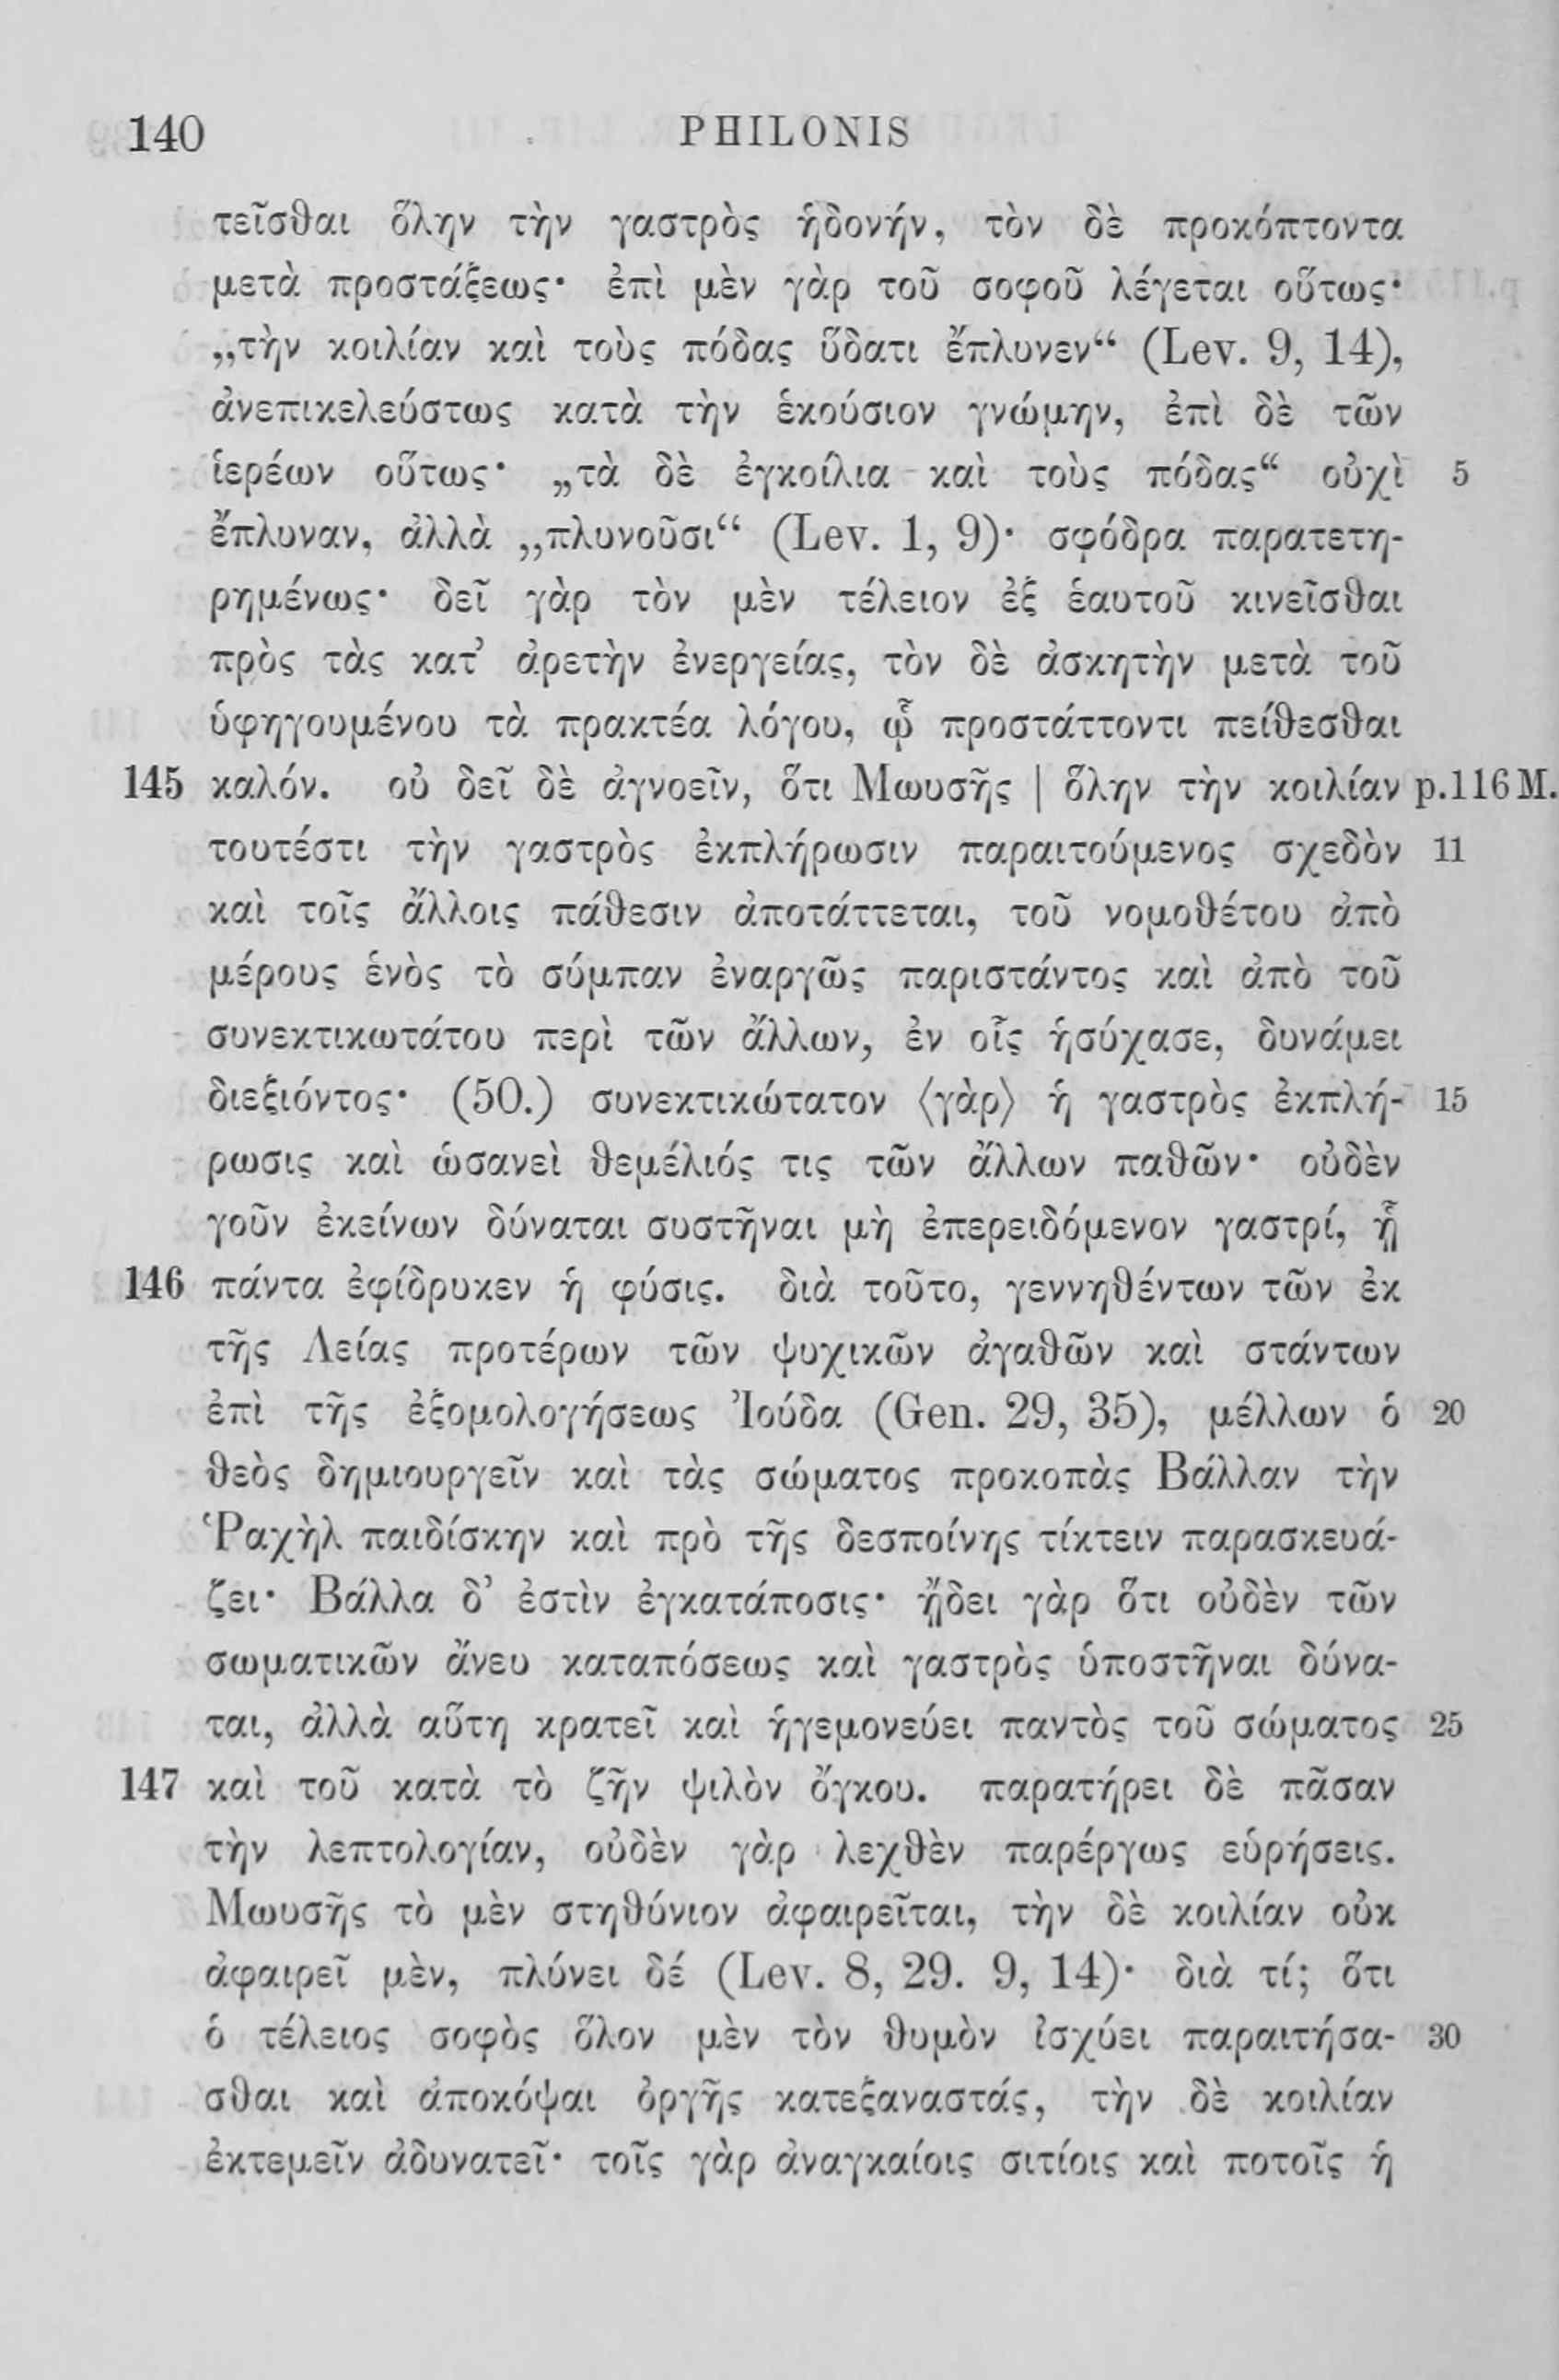 140 PHILONIS
τεῖσθαι ὅλην τὴν γαστρὸς ἡδονήν, τὸν δὲ προκόπτοντα
μετὰ προστάξεως· ἐπὶ μὲν γὰρ τοῦ σοφοῦ λέγεται οὕτως·
„τὴν κοιλίαν καὶ τοὺς πόδας ὕδατι ἔπλυνεν“ (Lev. 9, 14),
ἀνεπικελεύστως κατὰ τὴν ἑκούσιον γνώμην, ἐπὶ δὲ τῶν
ἱερέων οὕτως· „τὰ δὲ ἐγκοίλια καὶ τοὺς πόδας“ οὐχὶ 5
ἔπλυναν, ἀλλὰ „πλυνοῦσι“ (Lev. 1, 9)· σφόδρα παρατετη-
ρημένως· δεῖ γὰρ τὸν μὲν τέλειον ἐξ ἑαυτοῦ κινεῖσθαι
πρὸς τὰς κατ’ ἀρετὴν ἐνεργείας, τὸν δὲ ἀσκητὴν μετὰ τοῦ
ὑφηγουμένου τὰ πρακτέα λόγου, ᾧ προστάττοντι πείθεσθαι
145 καλόν. οὐ δεῖ δὲ ἀγνοεῖν, ὅτι Μωυσῆς | ὅλην τὴν κοιλίαν p.116 M.
τουτέστι τὴν γαστρὸς ἐκπλήρωσιν παραιτούμενος σχεδὸν 11
καὶ τοῖς ἄλλοις πάθεσιν ἀποτάττεται, τοῦ νομοθέτου ἀπὸ
μέρους ἑνὸς τὸ σύμπαν ἐναργῶς παριστάντος καὶ ἀπὸ τοῦ
συνεκτικωτάτου περὶ τῶν ἄλλων, ἐν οἷς ἡσύχασε, δυνάμει
διεξιόντος· (50.) συνεκτικώτατον ⟨γὰρ⟩ ἡ γαστρὸς ἐκπλή- 15
ρωσις καὶ ὡσανεὶ θεμέλιός τις τῶν ἄλλων παθῶν· οὐδὲν
γοῦν ἐκείνων δύναται συστῆναι μὴ ἐπερειδόμενον γαστρί, ᾗ
146 πάντα ἐφίδρυκεν ἡ φύσις. διὰ τοῦτο, γεννηθέντων τῶν ἐκ
τῆς Λείας προτέρων τῶν ψυχικῶν ἀγαθῶν καὶ στάντων
ἐπὶ τῆς ἐξομολογήσεως Ἰούδα (Gen. 29, 35), μέλλων ὁ 20
θεὸς δημιουργεῖν καὶ τὰς σώματος προκοπὰς Βάλλαν τὴν
Ῥαχὴλ παιδίσκην καὶ πρὸ τῆς δεσποίνης τίκτειν παρασκευά-
ζει· Βάλλα δ’ ἐστὶν ἐγκατάποσις· ᾔδει γὰρ ὅτι οὐδὲν τῶν
σωματικῶν ἄνευ καταπόσεως καὶ γαστρὸς ὑποστῆναι δύνα-
ται, ἀλλὰ αὕτη κρατεῖ καὶ ἡγεμονεύει παντὸς τοῦ σώματος 25
147 καὶ τοῦ κατὰ τὸ ζῆν ψιλὸν ὄγκου. παρατήρει δὲ πᾶσαν
τὴν λεπτολογίαν, οὐδὲν γὰρ λεχθὲν παρέργως εὑρήσεις.
Μωυσῆς τὸ μὲν στηθύνιον ἀφαιρεῖται, τὴν δὲ κοιλίαν οὐκ
ἀφαιρεῖ μὲν, πλύνει δέ (Lev. 8, 29. 9, 14)· διὰ τί; ὅτι
ὁ τέλειος σοφὸς ὅλον μὲν τὸν θυμὸν ἰσχύει παραιτήσα- 30
σθαι καὶ ἀποκόψαι ὀργῆς κατεξαναστάς, τὴν δὲ κοιλίαν
ἐκτεμεῖν ἀδυνατεῖ· τοῖς γὰρ ἀναγκαίοις σιτίοις καὶ ποτοῖς ἡ